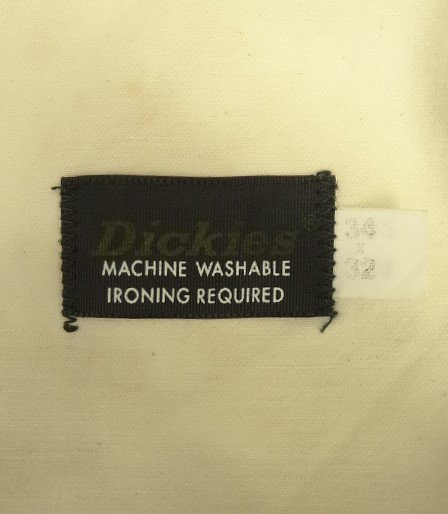 Dickies®
MACHINE WASHABLE
IRONING REQUIRED
34
x
32